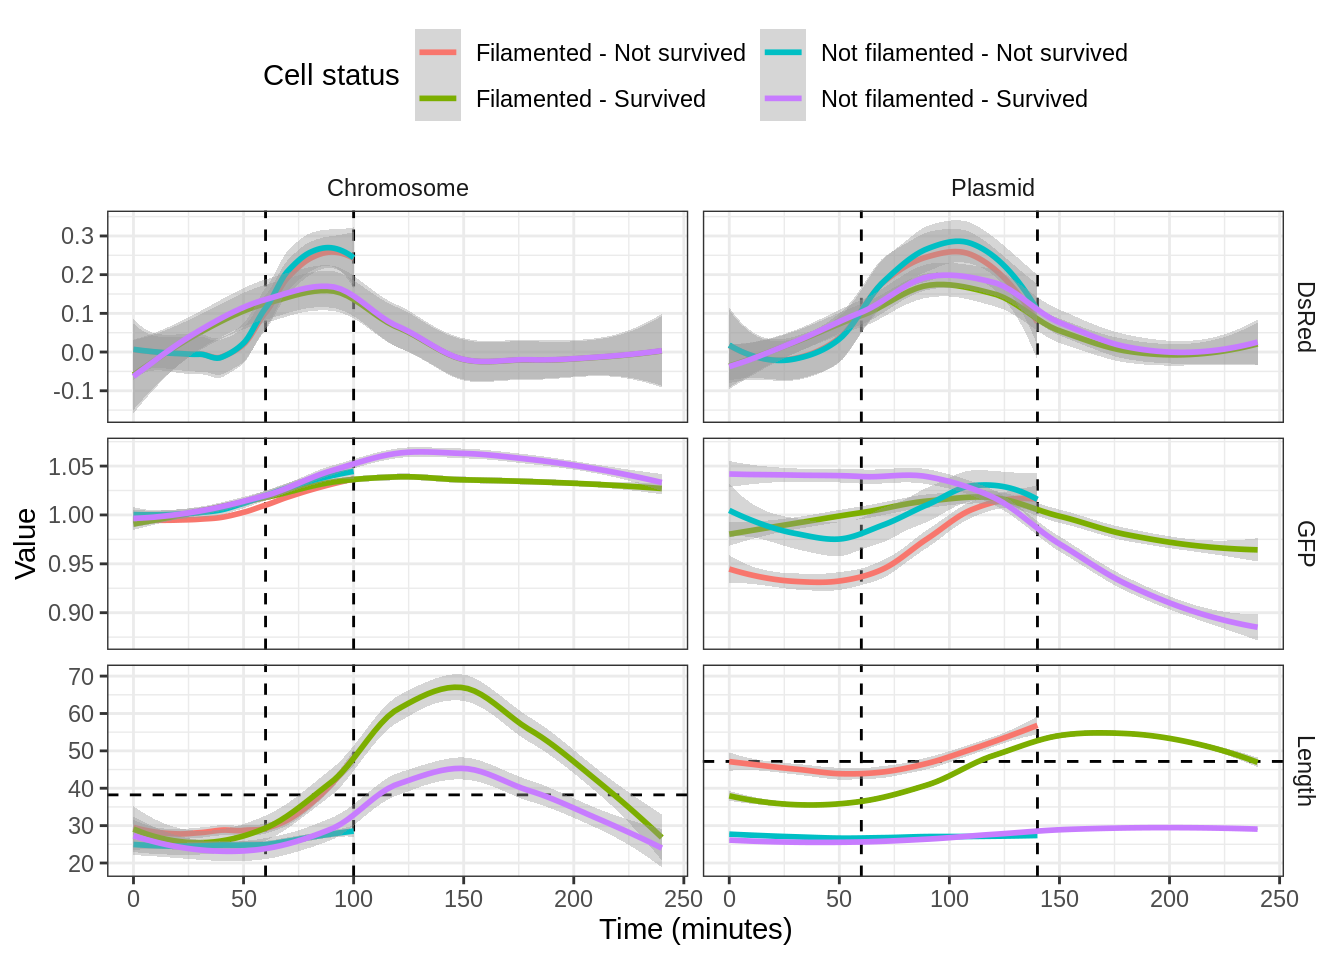 Cell status
Filamented - Not survived
Not filamented - Not survived
Filamented - Survived
Not filamented - Survived
Chromosome
Plasmid
0.3
0.2
0.1
0.0
-0.1
DsRed
1.05
1.00
0.95
0.90
GFP
Value
70
60
50
40
30
20
Length
0 50 100 150 200 250
0 50 100 150 200 250
Time (minutes)